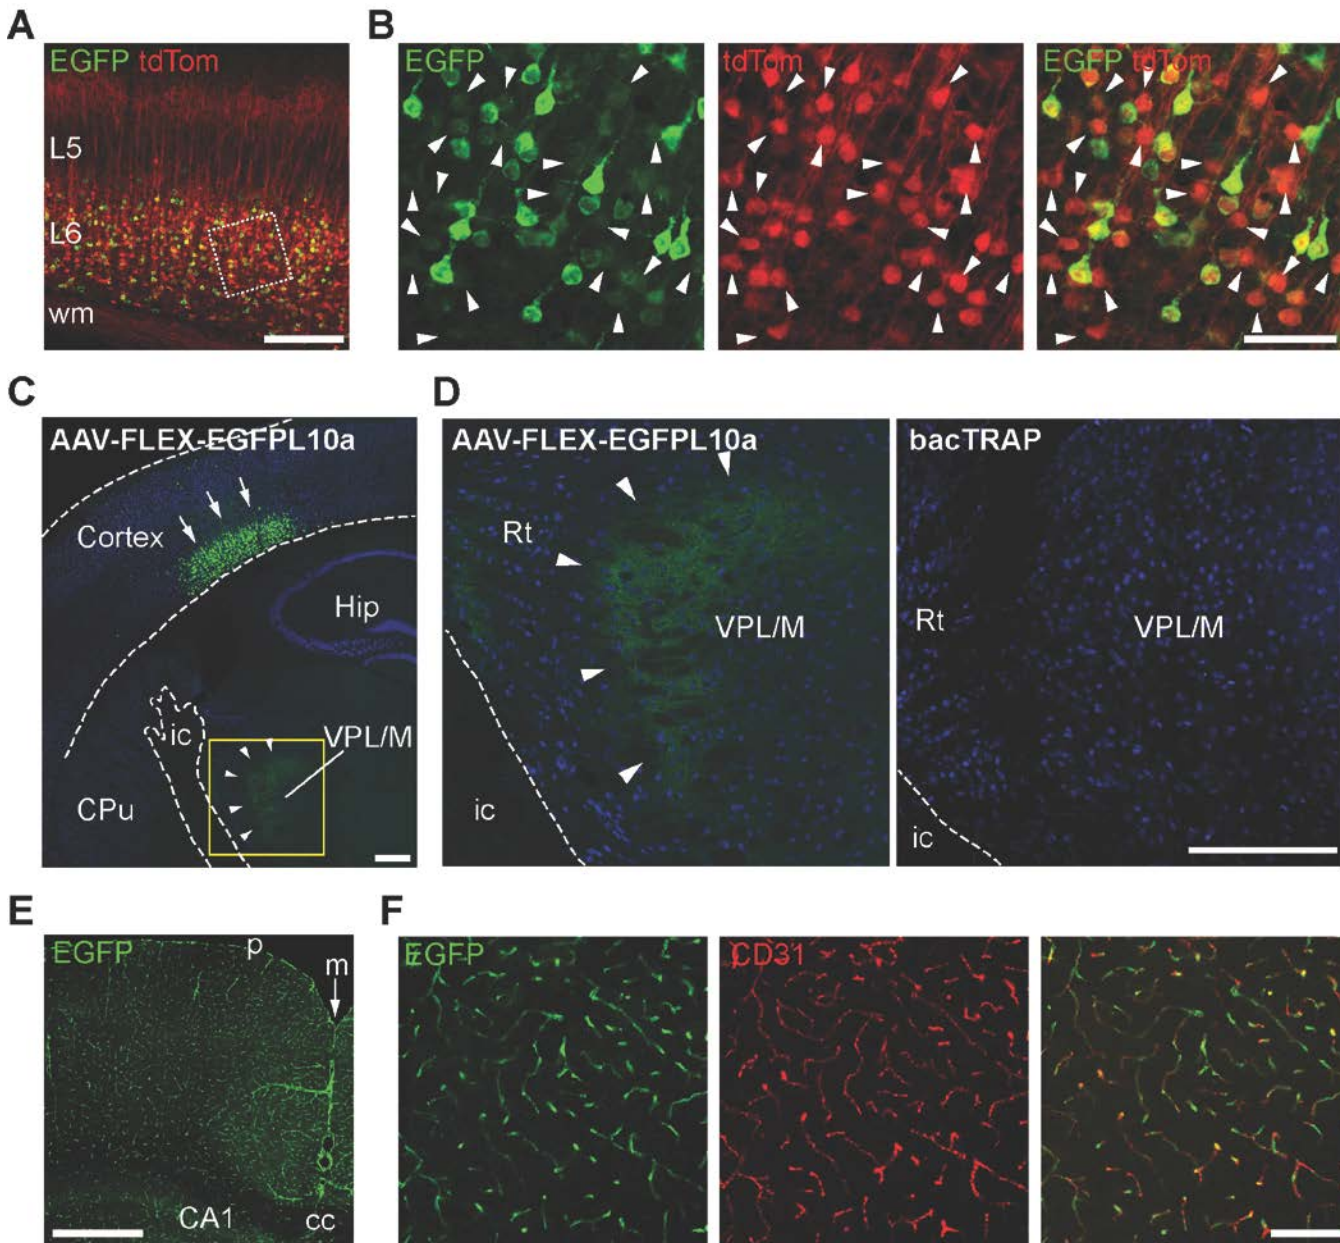 A
EGFP tdTom
L5
L6
wm
B
EGFP
tdTom
EGFP tdTom
C
AAV-FLEX-EGFPL10a
Cortex
Hip
ic
VPL/M
CPu
D
AAV-FLEX-EGFPL10a
Rt
VPL/M
ic
bacTRAP
Rt
VPL/M
ic
E
EGFP
p
m
CA1
cc
F
EGFP
CD31